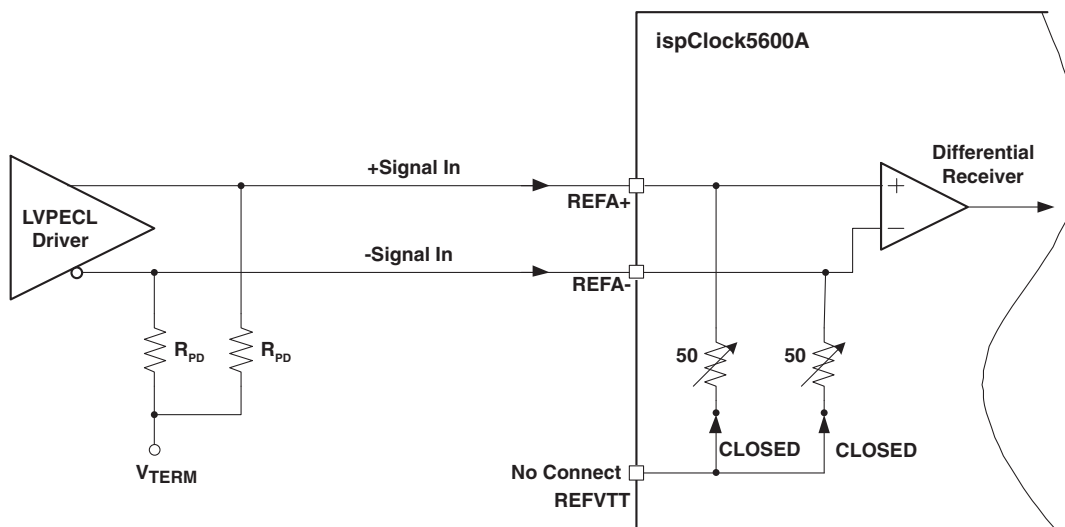 ispClock5600A
+Signal In
Differential
Receiver
REFA+
+
LVPECL
Driver
−
-Signal In
REFA-
R_PD
R_PD
50
50
CLOSED
CLOSED
No Connect
REFVTT
V_TERM